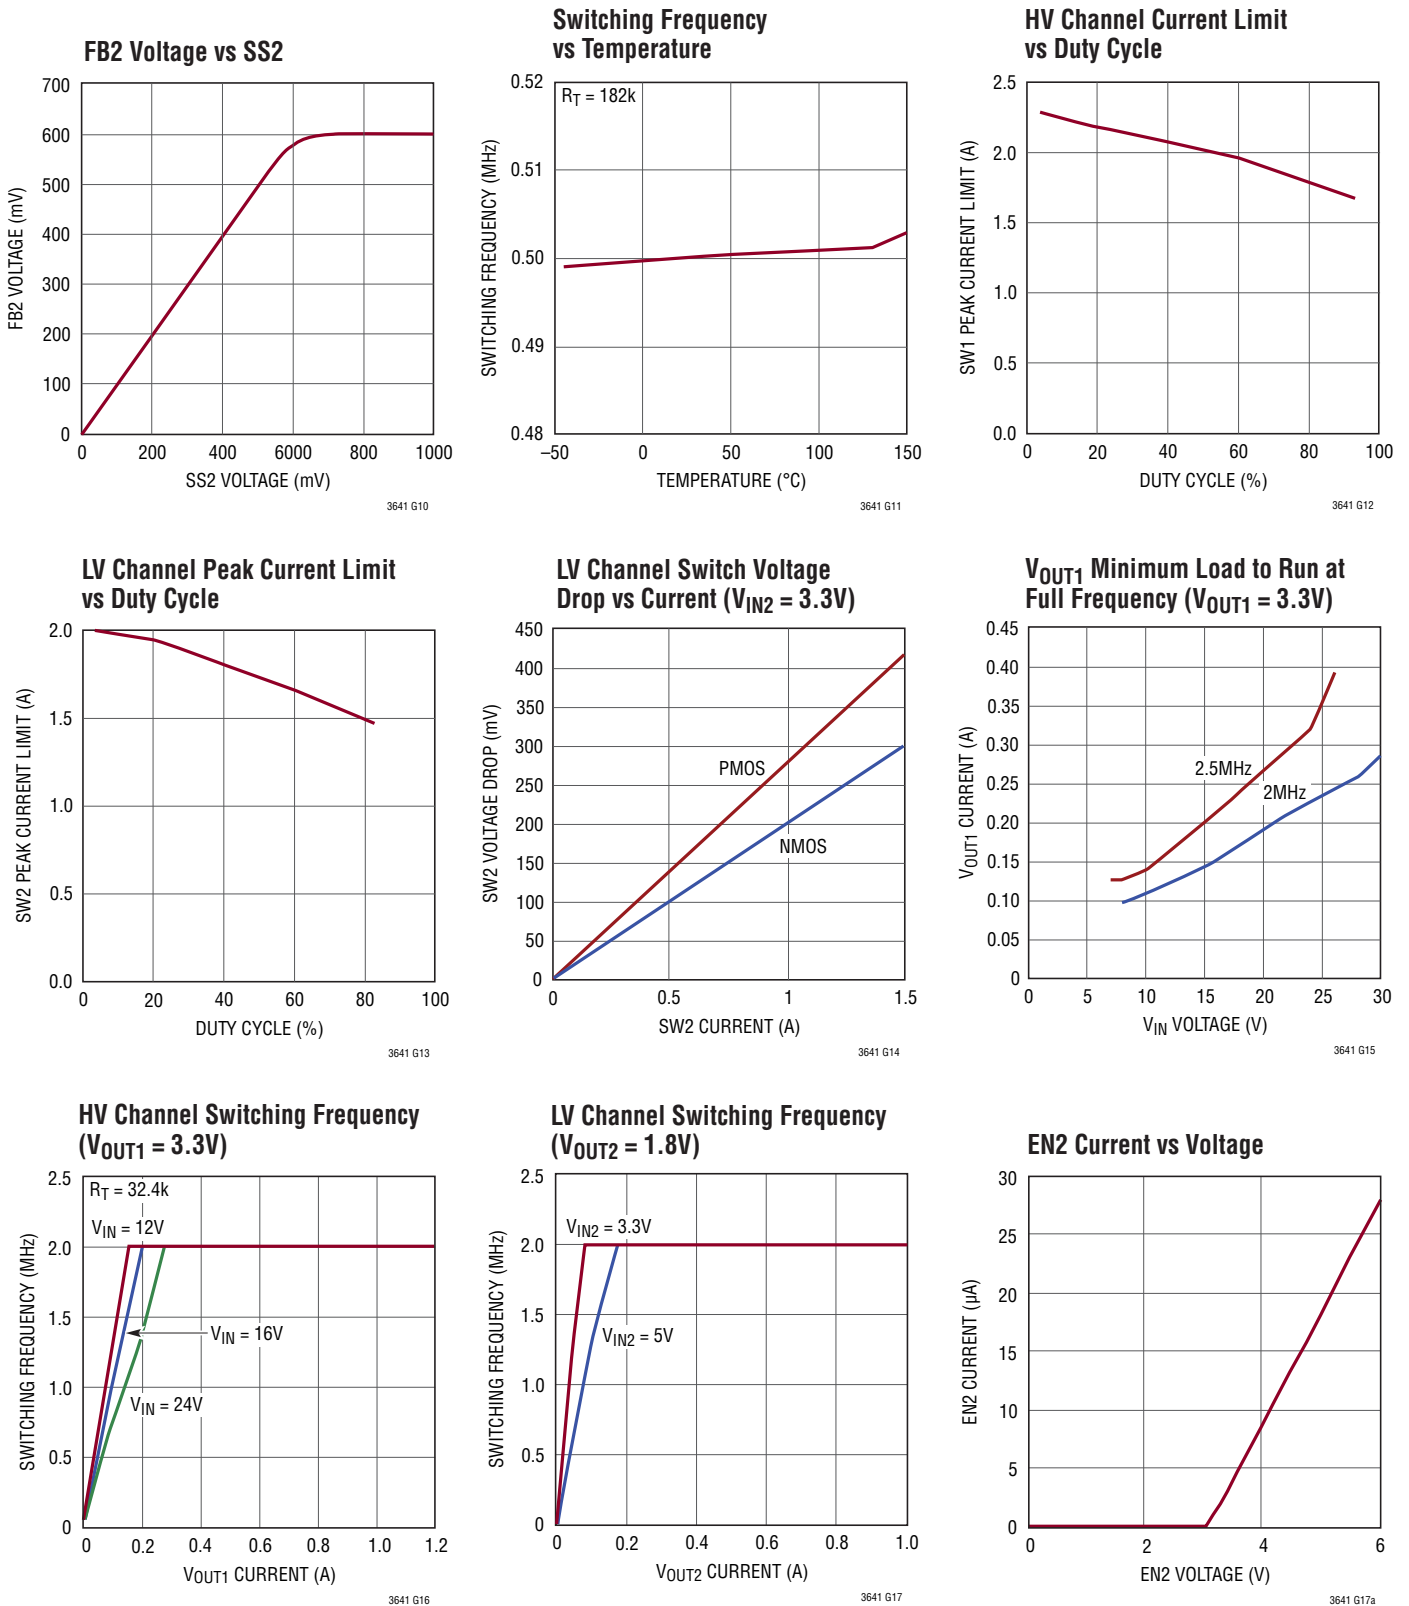 FB2 Voltage vs SS2
700
600
500
400
300
200
100
0
FB2 VOLTAGE (mV)
0 200 400 6000 800 1000
SS2 VOLTAGE (mV)
3641 G10
Switching Frequency
vs Temperature
RT = 182k
0.52
0.51
0.50
0.49
0.48
SWITCHING FREQUENCY (MHz)
–50 0 50 100 150
TEMPERATURE (°C)
3641 G11
HV Channel Current Limit
vs Duty Cycle
2.5
2.0
1.5
1.0
0.5
0.0
SW1 PEAK CURRENT LIMIT (A)
0 20 40 60 80 100
DUTY CYCLE (%)
3641 G12
LV Channel Peak Current Limit
vs Duty Cycle
2.0
1.5
1.0
0.5
0.0
SW2 PEAK CURRENT LIMIT (A)
0 20 40 60 80 100
DUTY CYCLE (%)
3641 G13
LV Channel Switch Voltage
Drop vs Current (VIN2 = 3.3V)
450
400
350
300
250
200
150
100
50
0
SW2 VOLTAGE DROP (mV)
PMOS
NMOS
0 0.5 1 1.5
SW2 CURRENT (A)
3641 G14
VOUT1 Minimum Load to Run at
Full Frequency (VOUT1 = 3.3V)
0.45
0.40
0.35
0.30
0.25
0.20
0.15
0.10
0.05
0
VOUT1 CURRENT (A)
2.5MHz
2MHz
0 5 10 15 20 25 30
VIN VOLTAGE (V)
3641 G15
HV Channel Switching Frequency
(VOUT1 = 3.3V)
2.5
2.0
1.5
1.0
0.5
0
SWITCHING FREQUENCY (MHz)
RT = 32.4k
VIN = 12V
VIN = 16V
VIN = 24V
0 0.2 0.4 0.6 0.8 1.0 1.2
VOUT1 CURRENT (A)
3641 G16
LV Channel Switching Frequency
(VOUT2 = 1.8V)
2.5
2.0
1.5
1.0
0.5
0
SWITCHING FREQUENCY (MHz)
VIN2 = 3.3V
VIN2 = 5V
0 0.2 0.4 0.6 0.8 1.0
VOUT2 CURRENT (A)
3641 G17
EN2 Current vs Voltage
30
25
20
15
10
5
0
EN2 CURRENT (µA)
0 2 4 6
EN2 VOLTAGE (V)
3641 G17a